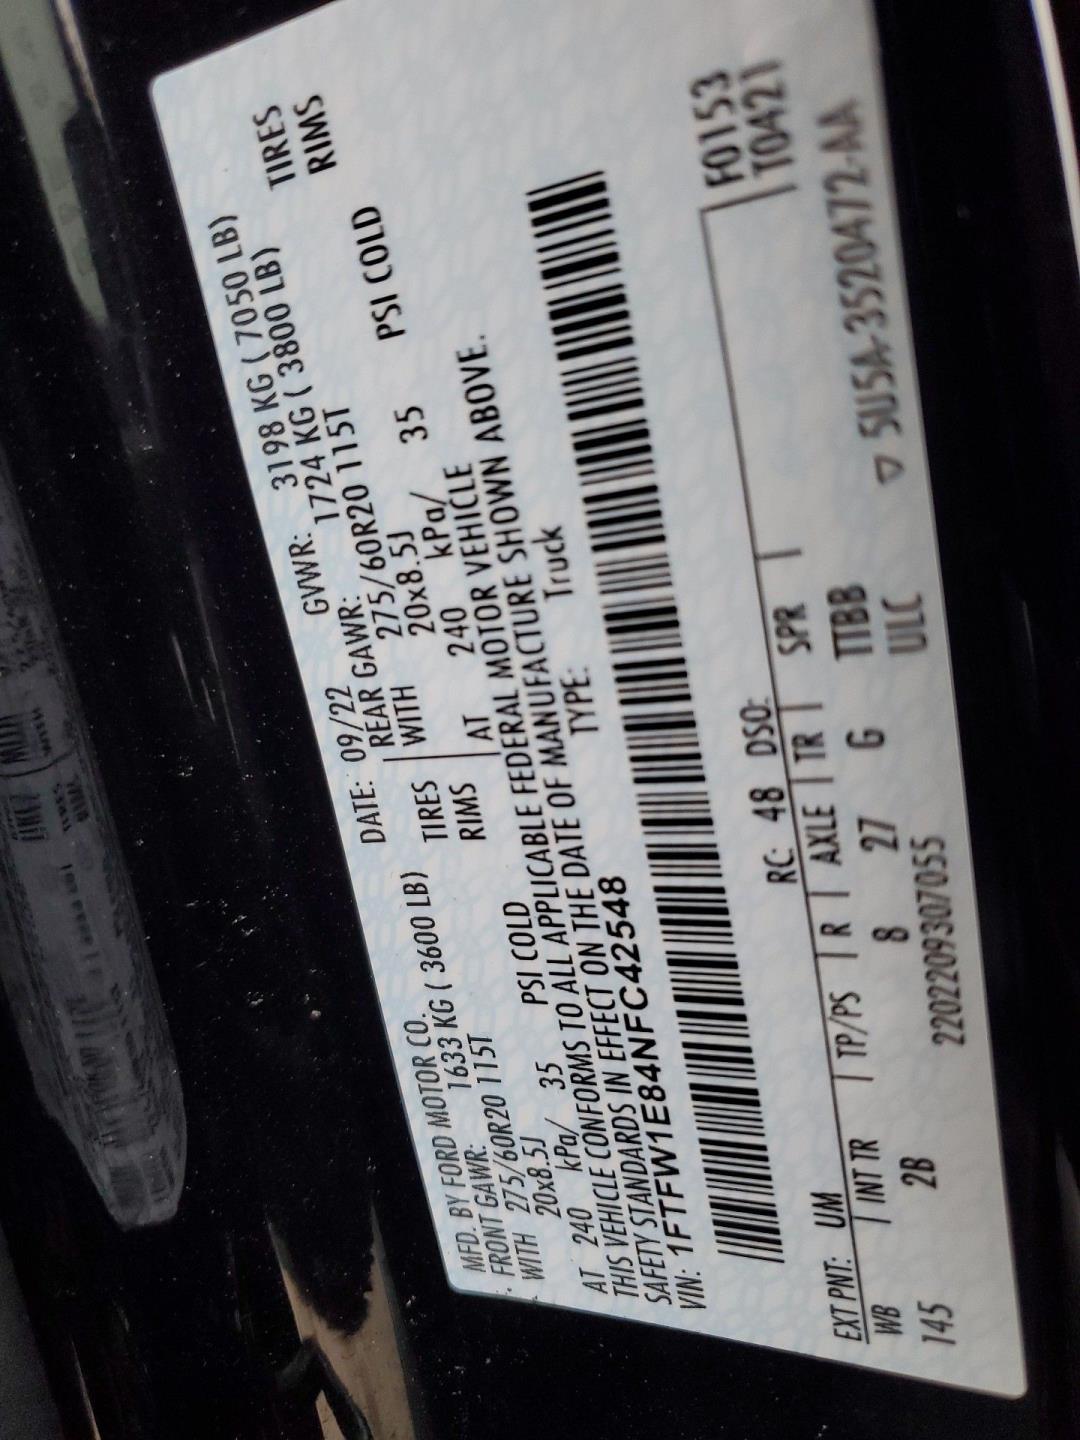 MFD. BY FORD MOTOR CO.
DATE: 09/22 GVWR: 3198 KG ( 7050 LB)
FRONT GAWR: 1633 KG ( 3600 LB) REAR GAWR: 1724 KG ( 3800 LB)
WITH 275/60R20 115T TIRES WITH 275/60R20 115T TIRES
20x8.5J RIMS 20x8.5J RIMS
AT 240 kPa/ 35 PSI COLD AT 240 kPa/ 35 PSI COLD
THIS VEHICLE CONFORMS TO ALL APPLICABLE FEDERAL MOTOR VEHICLE
SAFETY STANDARDS IN EFFECT ON THE DATE OF MANUFACTURE SHOWN ABOVE.
VIN: 1FTFW1E84NFC42548 TYPE: Truck
F0153
T0421
EXT PNT: UM RC: 48 DSO:
WB INT TR TP/PS R AXLE TR SPR
145 2B 8 27 G TTBB
ULC
220220930 7055
▽ 5U5A-3520472-AA